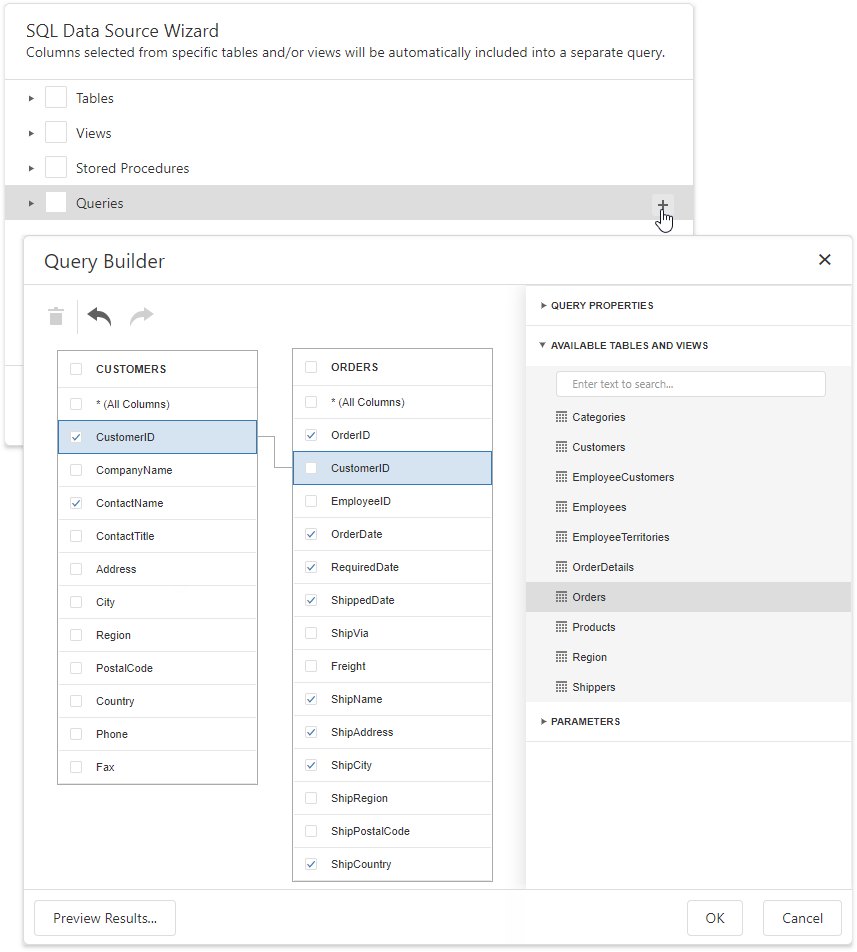 SQL Data Source Wizard
Columns selected from specific tables and/or views will be automatically included into a separate query.
Tables
Views
Stored Procedures
Queries
Query Builder
CUSTOMERS
* (All Columns)
CustomerID
CompanyName
ContactName
ContactTitle
Address
City
Region
PostalCode
Country
Phone
Fax
ORDERS
* (All Columns)
OrderID
CustomerID
EmployeeID
OrderDate
RequiredDate
ShippedDate
ShipVia
Freight
ShipName
ShipAddress
ShipCity
ShipRegion
ShipPostalCode
ShipCountry
QUERY PROPERTIES
AVAILABLE TABLES AND VIEWS
Enter text to search...
Categories
Customers
EmployeeCustomers
Employees
EmployeeTerritories
OrderDetails
Orders
Products
Region
Shippers
PARAMETERS
Preview Results...
OK
Cancel